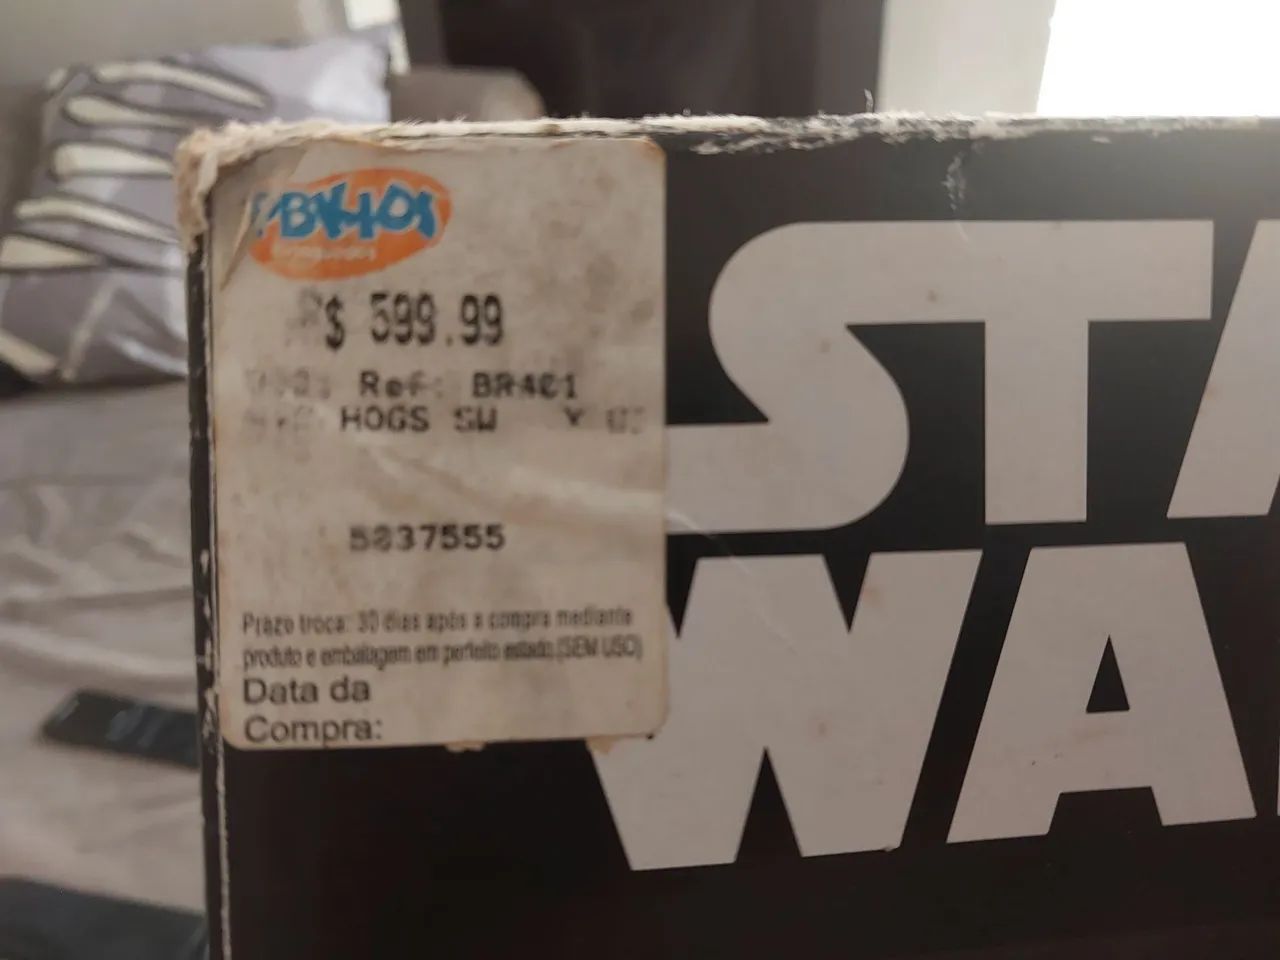 R$ 599.99
Ref: BR401
HOGS SW
5237555
Prazo troca: 30 dias após a compra mediante
produto e embalagem em perfeito estado (SEM USO)
Data da
Compra:
STA
WA